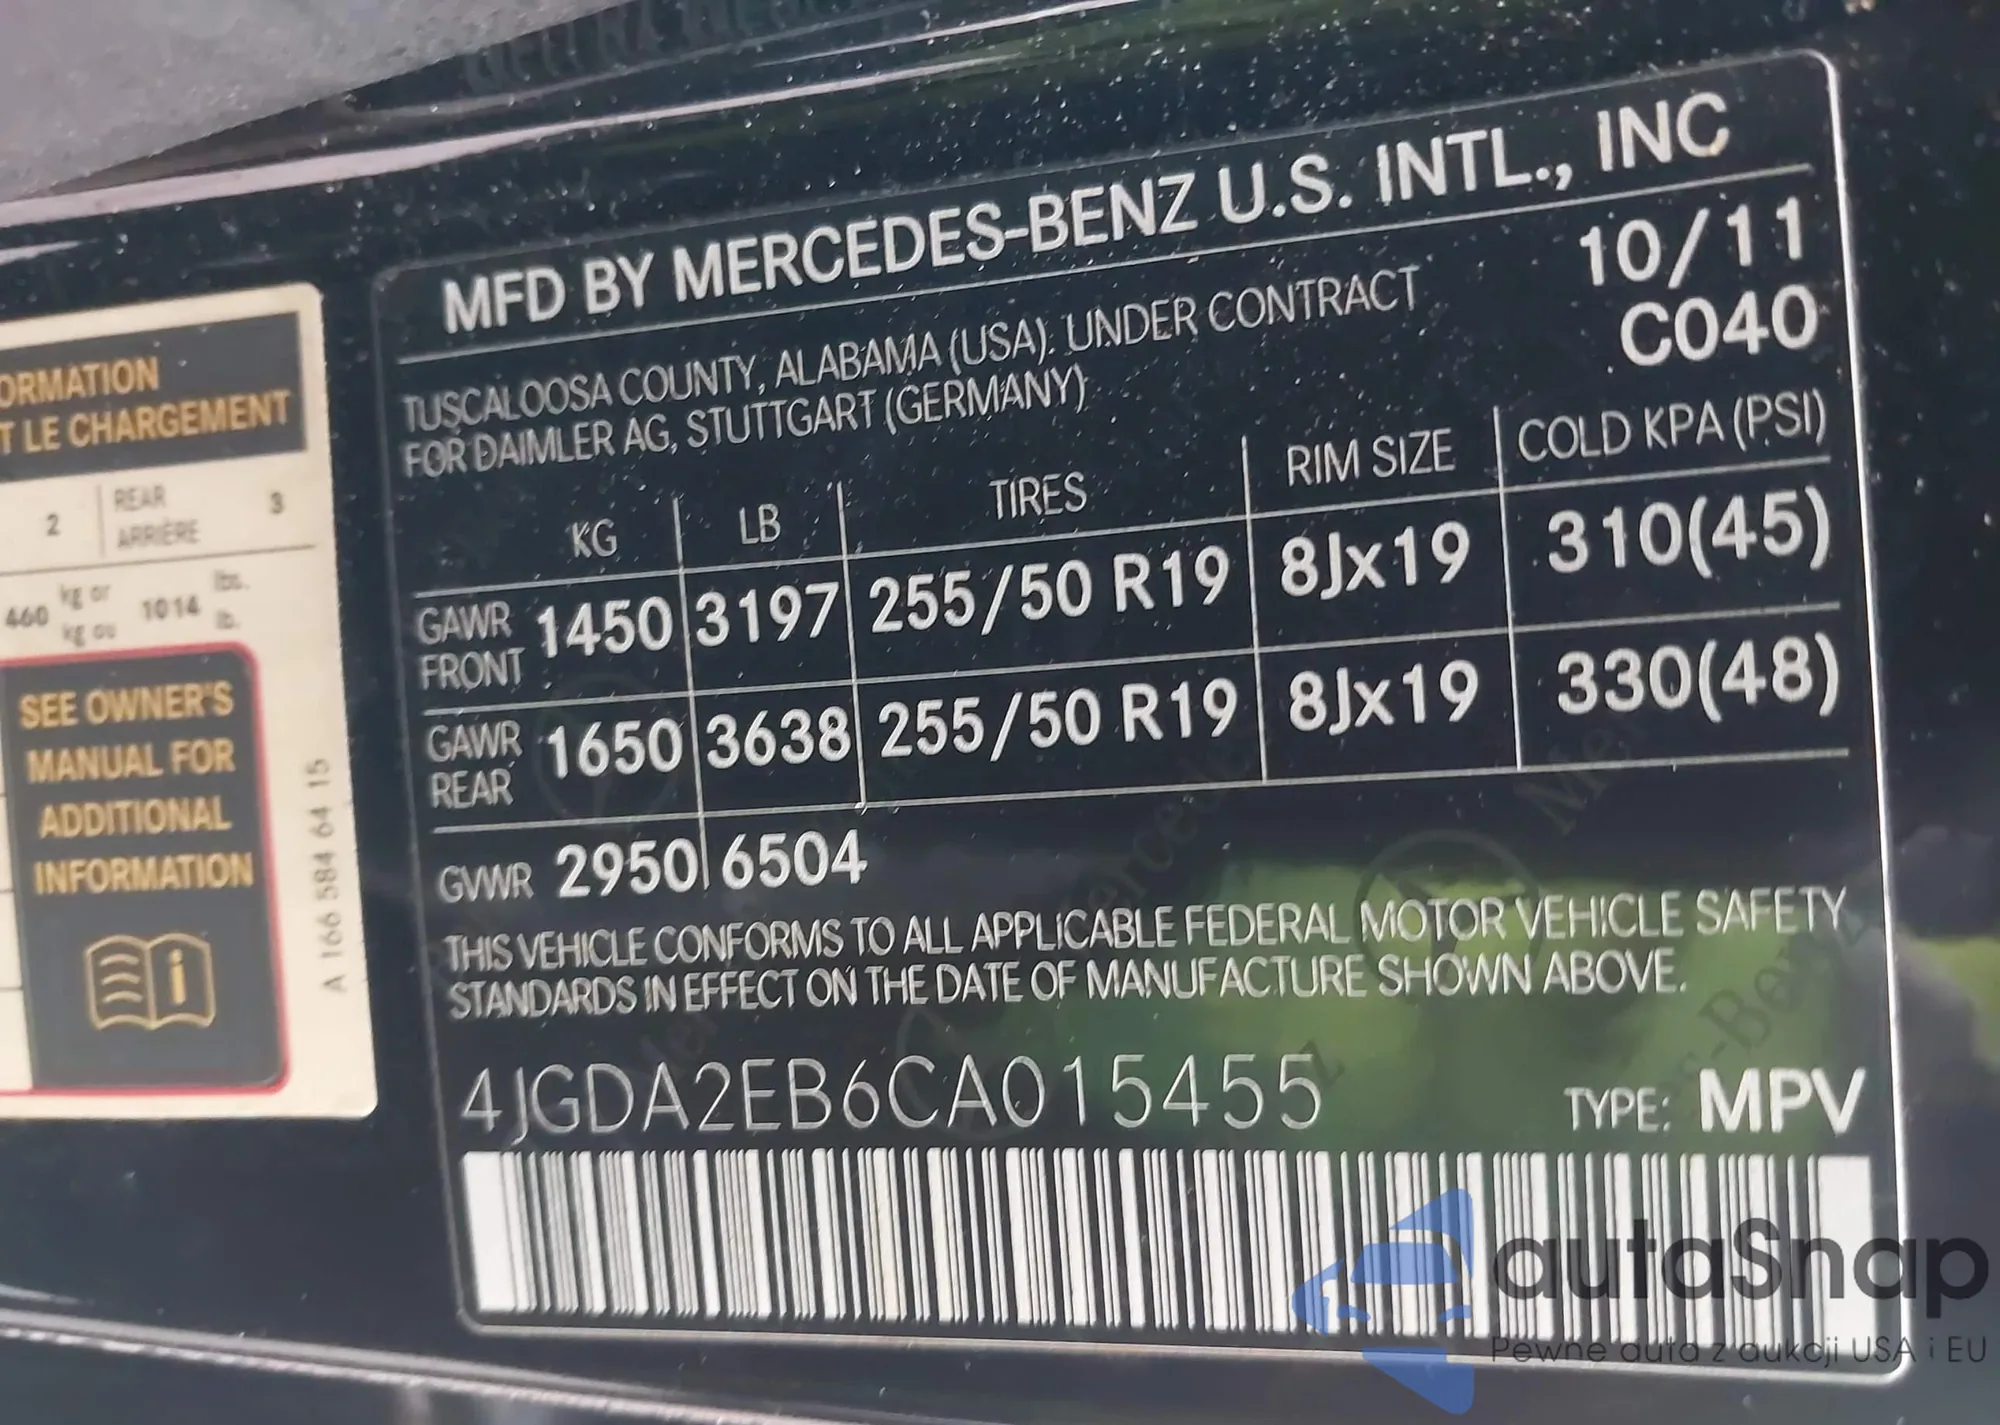 ORMATION
T LE CHARGEMENT
2 REAR ARRIÈRE 3
460 kg or kg ou 1014 lbs. lb.
SEE OWNER'S
MANUAL FOR
ADDITIONAL
INFORMATION
i
A 166 584 64 15
MFD BY MERCEDES-BENZ U.S. INTL., INC
TUSCALOOSA COUNTY, ALABAMA (USA). UNDER CONTRACT
FOR DAIMLER AG, STUTTGART (GERMANY)
10/11
C040
KG LB TIRES RIM SIZE COLD KPA (PSI)
GAWR FRONT 1450 3197 255/50 R19 8Jx19 310(45)
GAWR REAR 1650 3638 255/50 R19 8Jx19 330(48)
GVWR 2950 6504
THIS VEHICLE CONFORMS TO ALL APPLICABLE FEDERAL MOTOR VEHICLE SAFETY
STANDARDS IN EFFECT ON THE DATE OF MANUFACTURE SHOWN ABOVE.
4JGDA2EB6CA015455 TYPE: MPV
autaSnap
Pewne auta z aukcji USA i EU